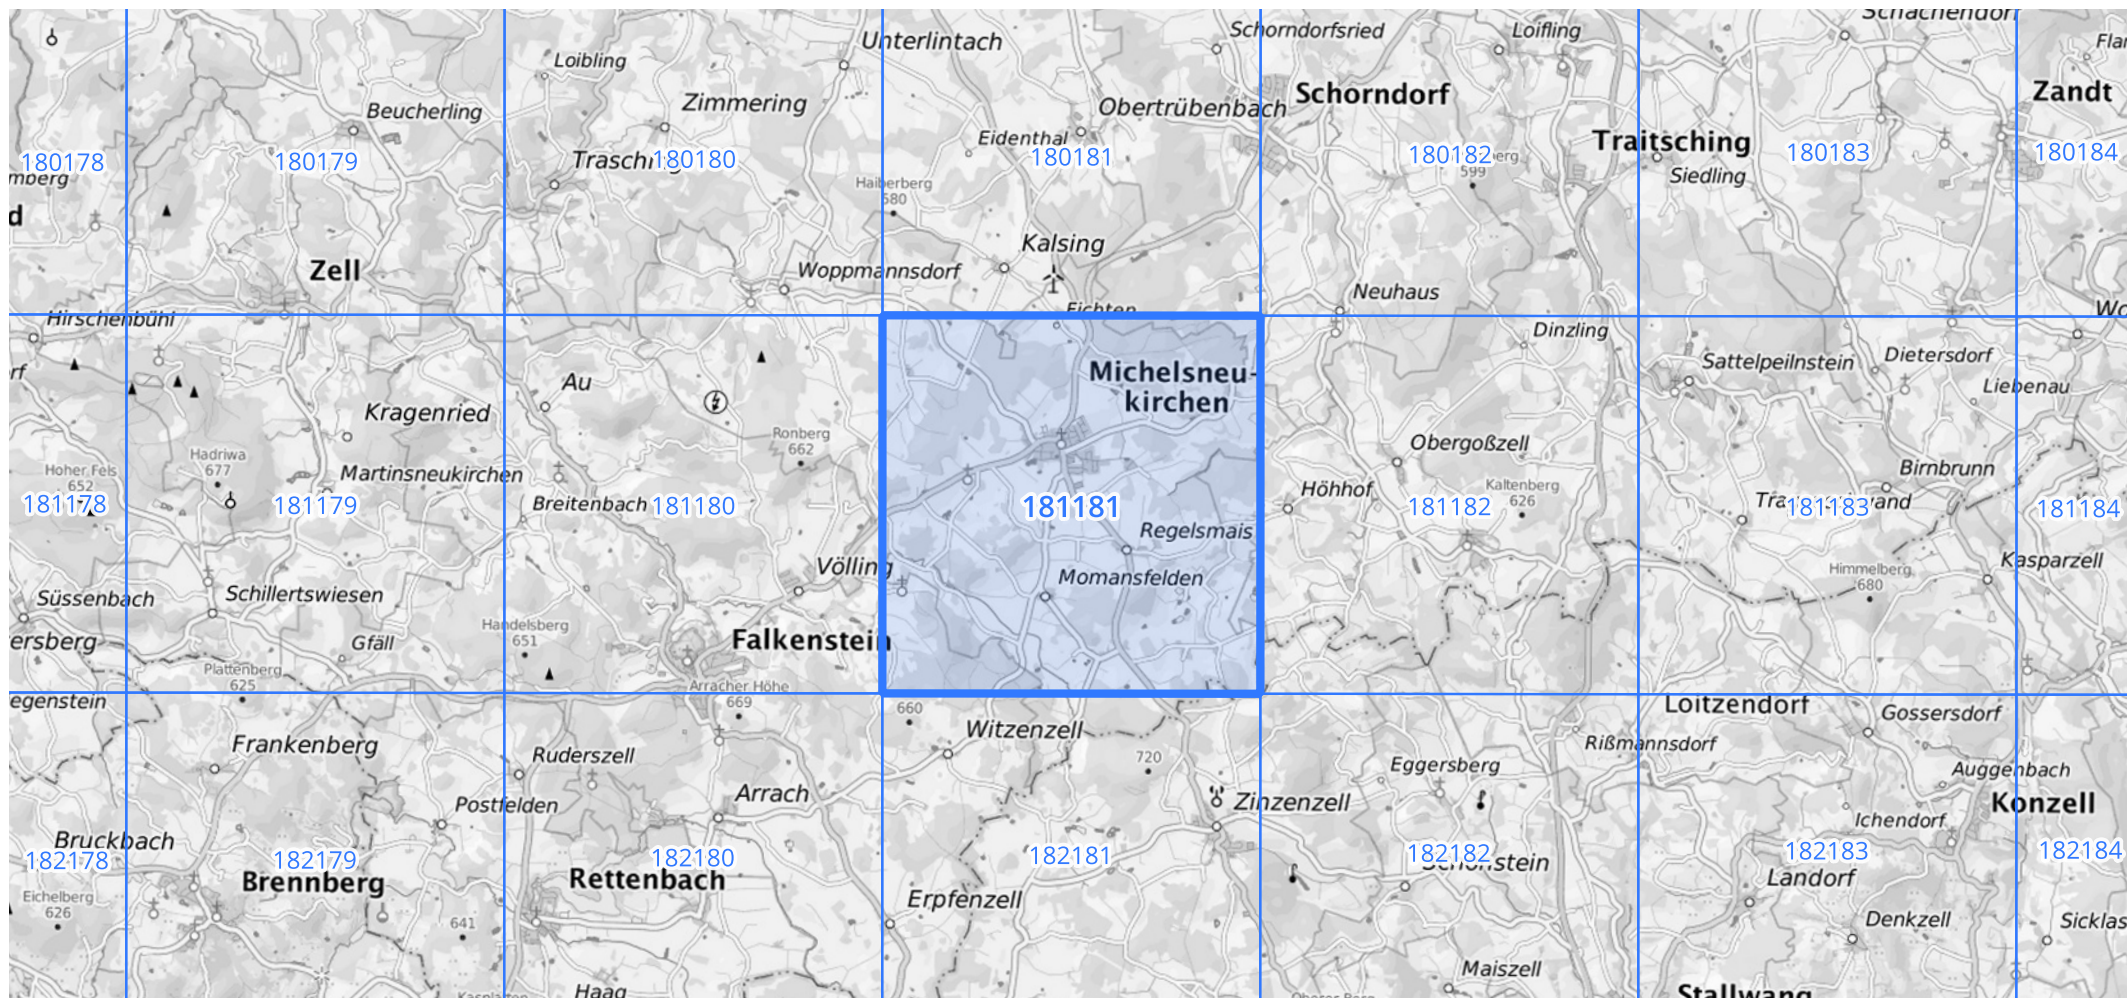 Schachendorf
Schorndorfsried
Loifling
Unterlintach
Loibling
Zandt
Schorndorf
Zimmering
Obertrübenbach
Beucherling
Eidenthal
Traitsching
180178
180179
180180
180181
180182
180183
180184
599
Siedling
Haiberberg
580
d
Kalsing
Zell
Woppmannsdorf
Neuhaus
Hirschenbühl
Dinzling
Sattelpeilnstein
Dietersdorf
Liebenau
Michelsneu-
kirchen
rf
Au
Kragenried
Ronberg
662
Obergoßzell
Hadriwa
677
Hoher Fels
652
Martinsneukirchen
Birnbrunn
Höhhof
Kaltenberg
626
Breitenbach
181178
181179
181180
181181
181182
181183
181184
Regelsmais
Kasparzell
Völling
Momansfelden
Himmelberg
680
Süssenbach
Schillertswiesen
Handelsberg
651
ersberg
Gfäll
Falkenstein
Plattenberg
625
Arracher Höhe
669
egenstein
660
Witzenzell
Loitzendorf
Gossersdorf
Frankenberg
Ruderszell
720
Rißmannsdorf
Eggersberg
Auggenbach
Postfelden
Arrach
Zinzenzell
Konzell
Bruckbach
Ichendorf
182178
182179
182180
182181
182182
182183
182184
Brennberg
Rettenbach
Landorf
Eichelberg
626
Erpfenzell
641
Denkzell
Sicklas
Maiszell
Haag
Stallwang